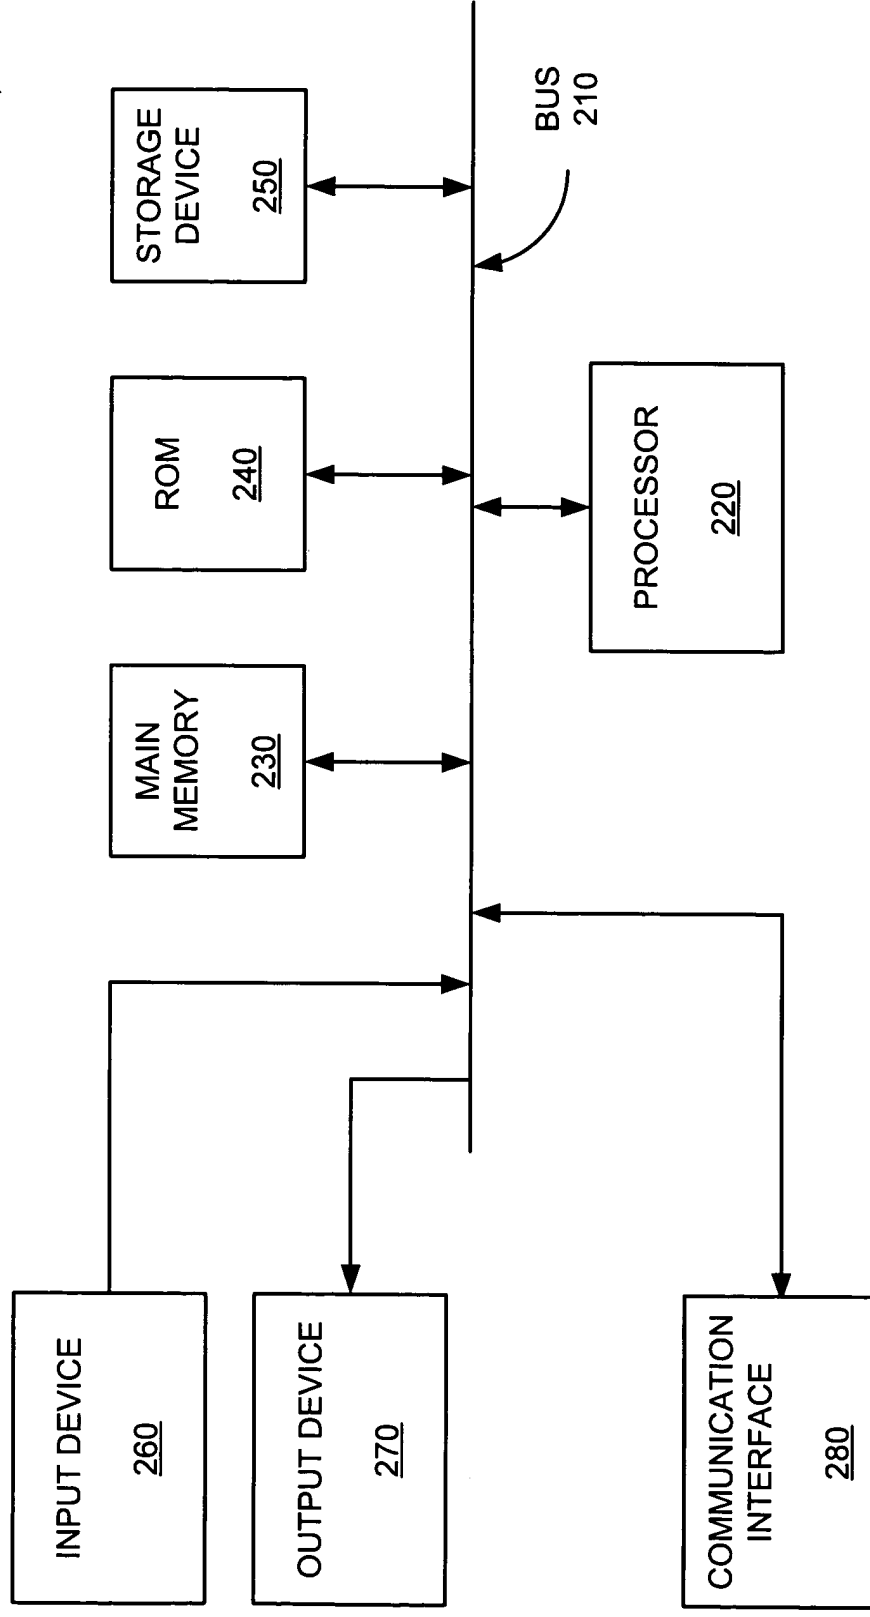 INPUT DEVICE
260
OUTPUT DEVICE
270
COMMUNICATION
INTERFACE
280
MAIN
MEMORY
230
ROM
240
STORAGE
DEVICE
250
PROCESSOR
220
BUS
210